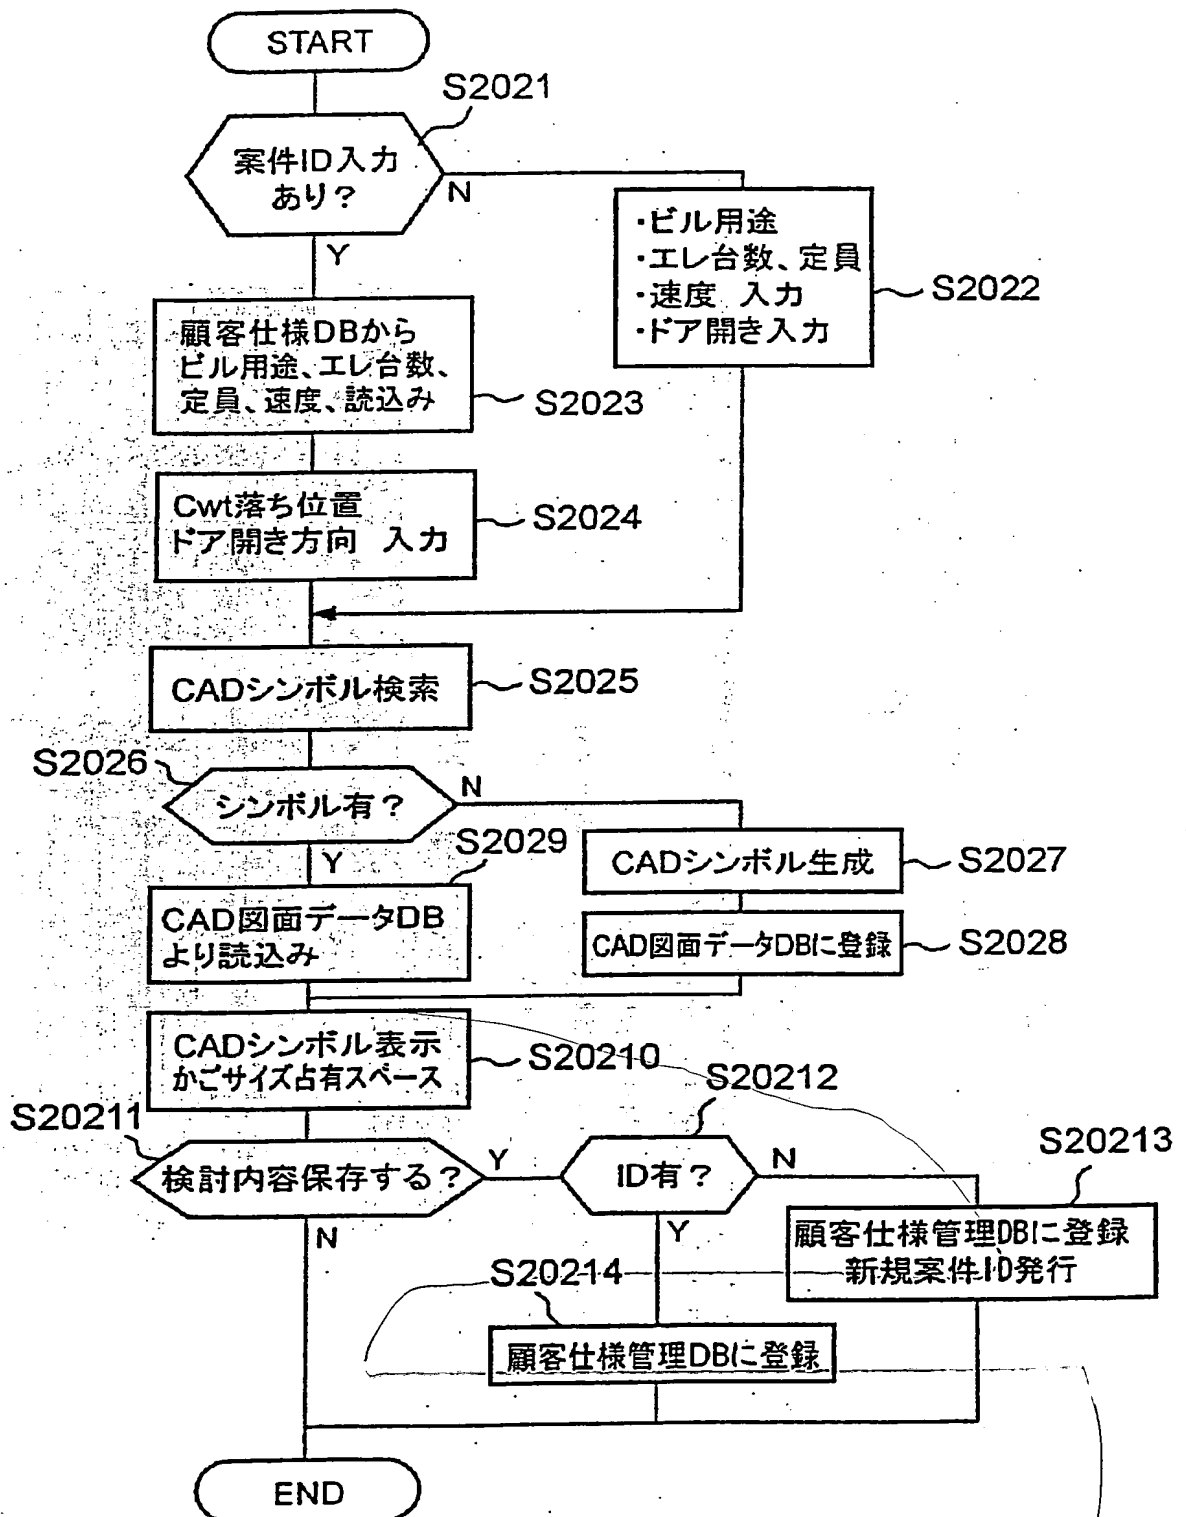 START
S2021
案件ID入力
あり?
N
Y
・ビル用途
・エレ台数、定員
・速度 入力
・ドア開き入力
S2022
顧客仕様DBから
ビル用途、エレ台数、
定員、速度、読込み
S2023
Cwt落ち位置
ドア開き方向 入力
S2024
CADシンボル検索
S2025
S2026
シンボル有?
N
Y
S2029
CADシンボル生成
S2027
CAD図面データDB
より読込み
CAD図面データDBに登録
S2028
CADシンボル表示
かごサイズ占有スペース
S20210
S20211
検討内容保存する?
Y
N
S20212
ID有?
N
Y
S20213
顧客仕様管理DBに登録
新規案件ID発行
S20214
顧客仕様管理DBに登録
END